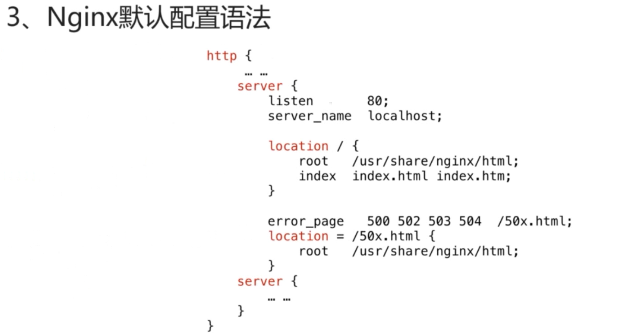 3、Nginx默认配置语法
http {
… …
server {
listen 80;
server_name localhost;
location / {
root /usr/share/nginx/html;
index index.html index.htm;
}
error_page 500 502 503 504 /50x.html;
location = /50x.html {
root /usr/share/nginx/html;
}
server {
… …
}
}